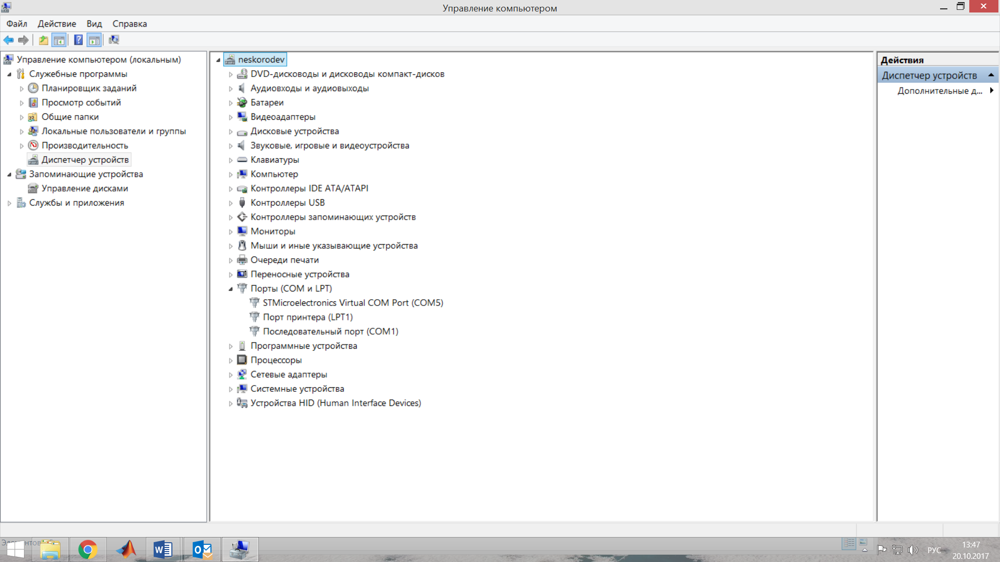 Управление компьютером
Файл Действие Вид Справка
Управление компьютером (локальным)
Служебные программы
Планировщик заданий
Просмотр событий
Общие папки
Локальные пользователи и группы
Производительность
Диспетчер устройств
Запоминающие устройства
Управление дисками
Службы и приложения
neskorodev
DVD-дисководы и дисководы компакт-дисков
Аудиовходы и аудиовыходы
Батареи
Видеоадаптеры
Дисковые устройства
Звуковые, игровые и видеоустройства
Клавиатуры
Компьютер
Контроллеры IDE ATA/ATAPI
Контроллеры USB
Контроллеры запоминающих устройств
Мониторы
Мыши и иные указывающие устройства
Очереди печати
Переносные устройства
Порты (COM и LPT)
STMicroelectronics Virtual COM Port (COM5)
Порт принтера (LPT1)
Последовательный порт (COM1)
Программные устройства
Процессоры
Сетевые адаптеры
Системные устройства
Устройства HID (Human Interface Devices)
Действия
Диспетчер устройств
Дополнительные д...
РУС
13:47
20.10.2017